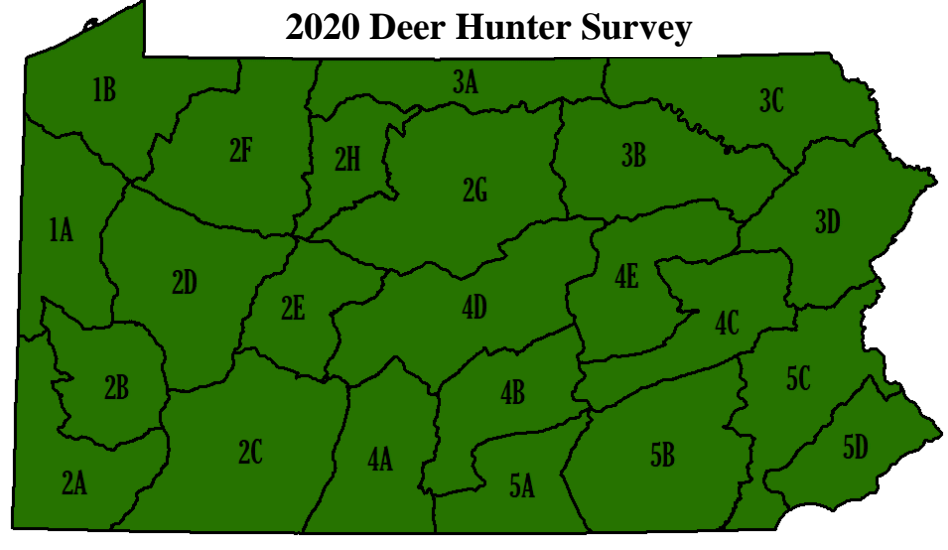 2020 Deer Hunter Survey
1B
3A
3C
2F
2H
3B
2G
1A
3D
2D
2E
4D
4E
4C
2B
4B
5C
2C
4A
5B
5D
2A
5A